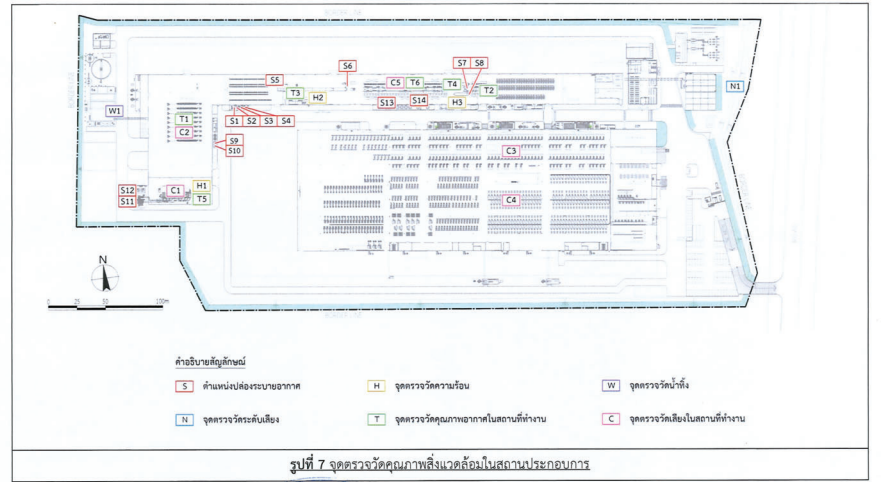 S6
S7 S8
S5
C5 T6 T4
T3 H2 T2
N1
S13 S14 H3
W1
S1 S2 S3 S4
T1
C2
S9
S10
C3
H1
S12 C1
S11 T5
C4
N
0 25 50 100m
คำอธิบายสัญลักษณ์
S ตำแหน่งปล่องระบายอากาศ
H จุดตรวจวัดความร้อน
W จุดตรวจวัดน้ำทิ้ง
N จุดตรวจวัดระดับเสียง
T จุดตรวจวัดคุณภาพอากาศในสถานที่ทำงาน
C จุดตรวจวัดเสียงในสถานที่ทำงาน
รูปที่ 7 จุดตรวจวัดคุณภาพสิ่งแวดล้อมในสถานประกอบการ